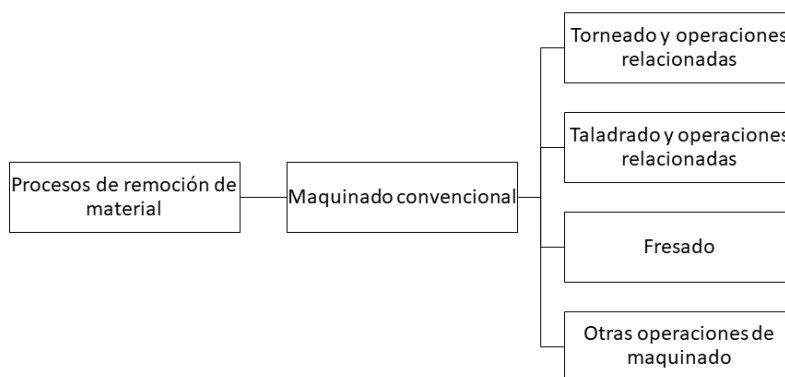 Procesos de remoción de
material
Maquinado convencional
Torneado y operaciones
relacionadas
Taladrado y operaciones
relacionadas
Fresado
Otras operaciones de
maquinado